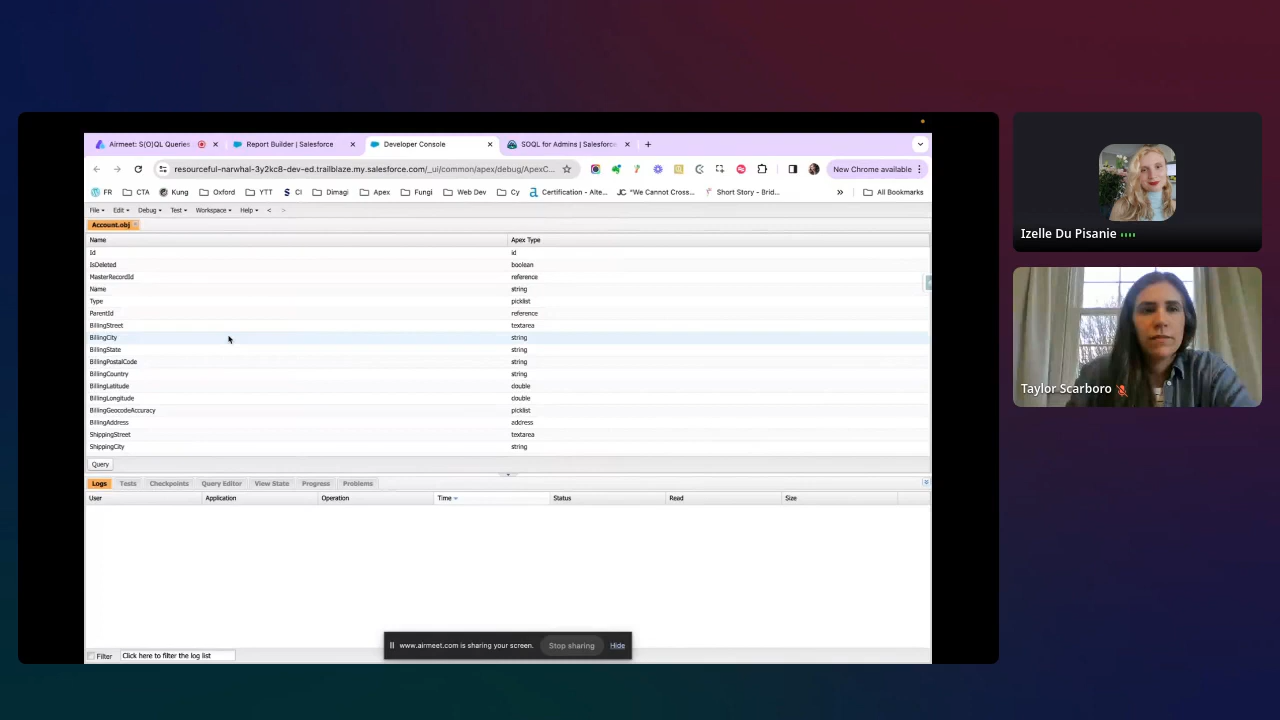 Airmeet: S(O)QL Queries
Report Builder | Salesforce
Developer Console
SOQL for Admins | Salesforce
resourceful-narwhal-3y2kc8-dev-ed.trailblaze.my.salesforce.com/_ui/common/apex/debug/ApexC...
New Chrome available
FR
CTA
Kung
Oxford
YTT
CI
Dimagi
Apex
Fungi
Web Dev
Cy
Certification - Alte...
"We Cannot Cross...
Short Story - Brid...
All Bookmarks
File
Edit
Debug
Test
Workspace
Help
<
>
Account.obj
Name Apex Type
Id id
IsDeleted boolean
MasterRecordId reference
Name string
Type picklist
ParentId reference
BillingStreet textarea
BillingCity string
BillingState string
BillingPostalCode string
BillingCountry string
BillingLatitude double
BillingLongitude double
BillingGeocodeAccuracy picklist
BillingAddress address
ShippingStreet textarea
ShippingCity string
Query
Logs Tests Checkpoints Query Editor View State Progress Problems
User Application Operation Time Status Read Size
www.airmeet.com is sharing your screen. Stop sharing Hide
Filter Click here to filter the log list
Izelle Du Pisanie
Taylor Scarboro